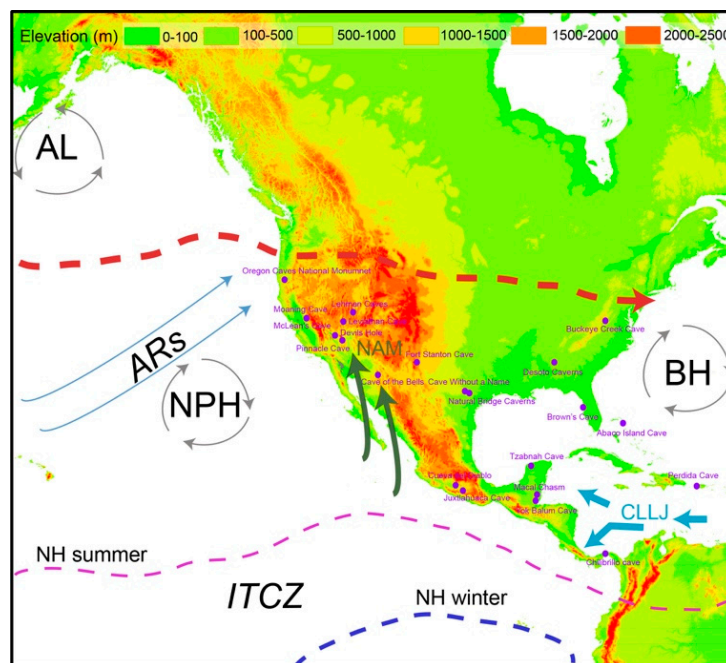 Elevation (m) 0-100 100-500 500-1000 1000-1500 1500-2000 2000-2500
AL
Oregon Caves National Monumnet
Lehman Caves
Moaning Cave
McLean's Cave
Devils Hole
Pinnacle Cave
Buckeye Creek Cave
ARs
NAM
Fort Stanton Cave
Desoto Caverns
BH
NPH
Cave of the Bells
Cave Without a Name
Natural Bridge Caverns
Brown's Cave
Abaco Island Cave
Tzabnah Cave
Perdida Cave
Juxtlahuaca Cave
Macal Chasm
Yok Balum Cave
CLLJ
NH summer
Chilibrillo cave
ITCZ
NH winter